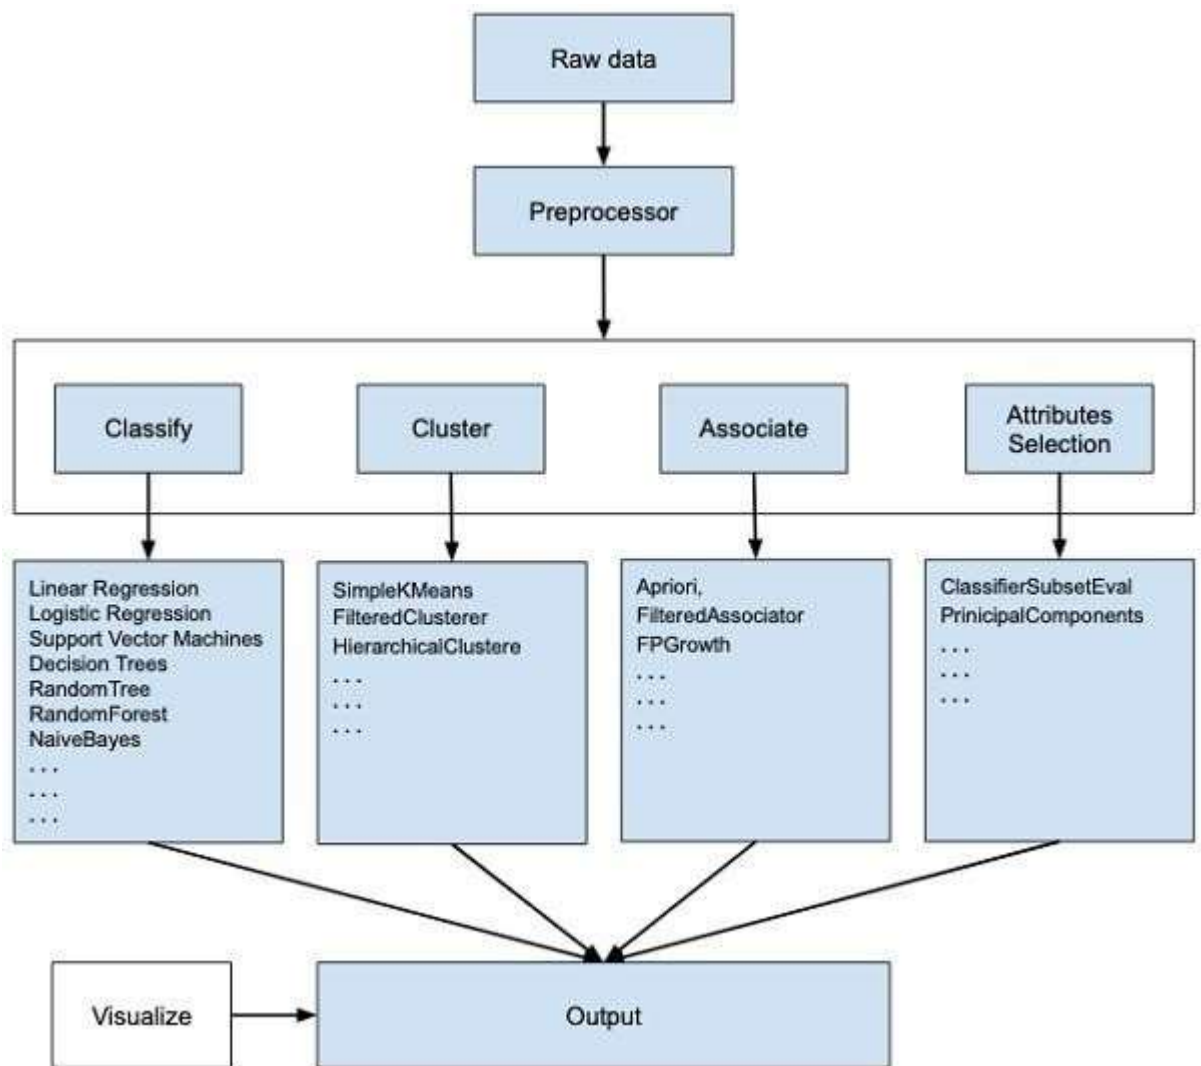 Raw data
Preprocessor
Classify
Cluster
Associate
Attributes
Selection
Linear Regression
Logistic Regression
Support Vector Machines
Decision Trees
RandomTree
RandomForest
NaiveBayes
. . .
. . .
. . .
SimpleKMeans
FilteredClusterer
HierarchicalClustere
. . .
. . .
. . .
Apriori,
FilteredAssociator
FPGrowth
. . .
. . .
. . .
ClassifierSubsetEval
PrinicipalComponents
. . .
. . .
. . .
Visualize
Output